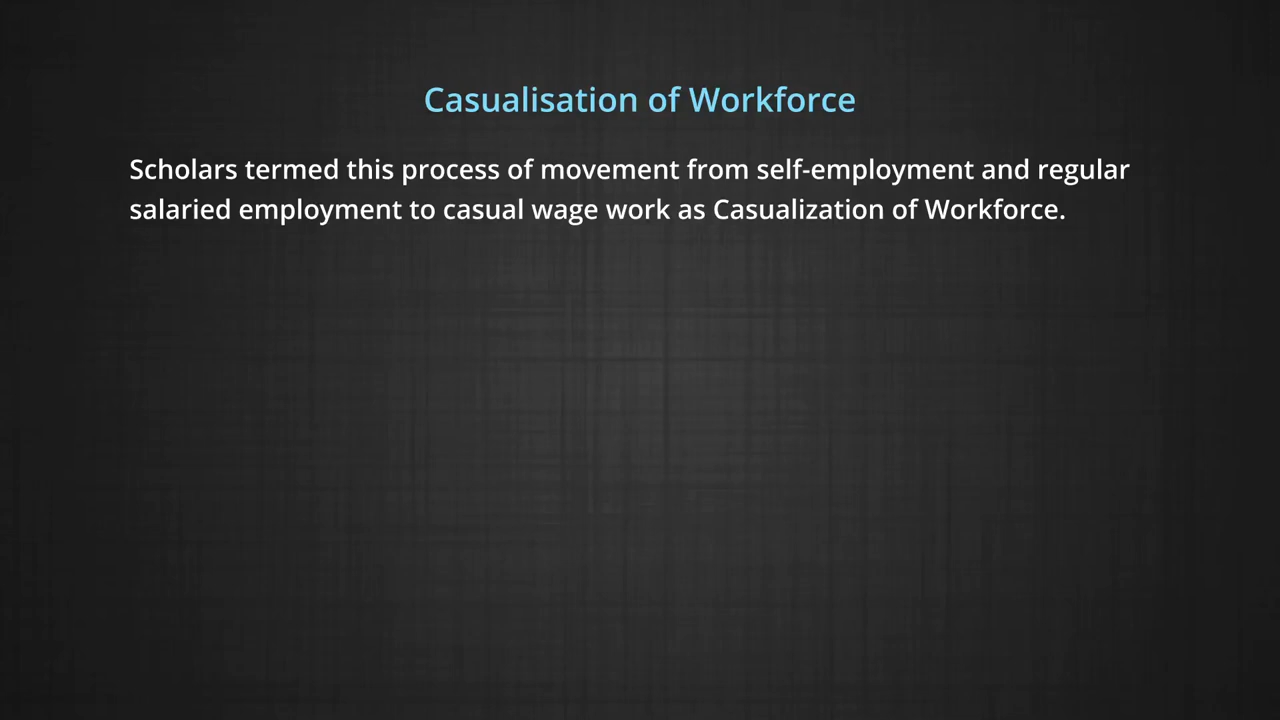 Casualisation of Workforce
Scholars termed this process of movement from self-employment and regular
salaried employment to casual wage work as Casualization of Workforce.